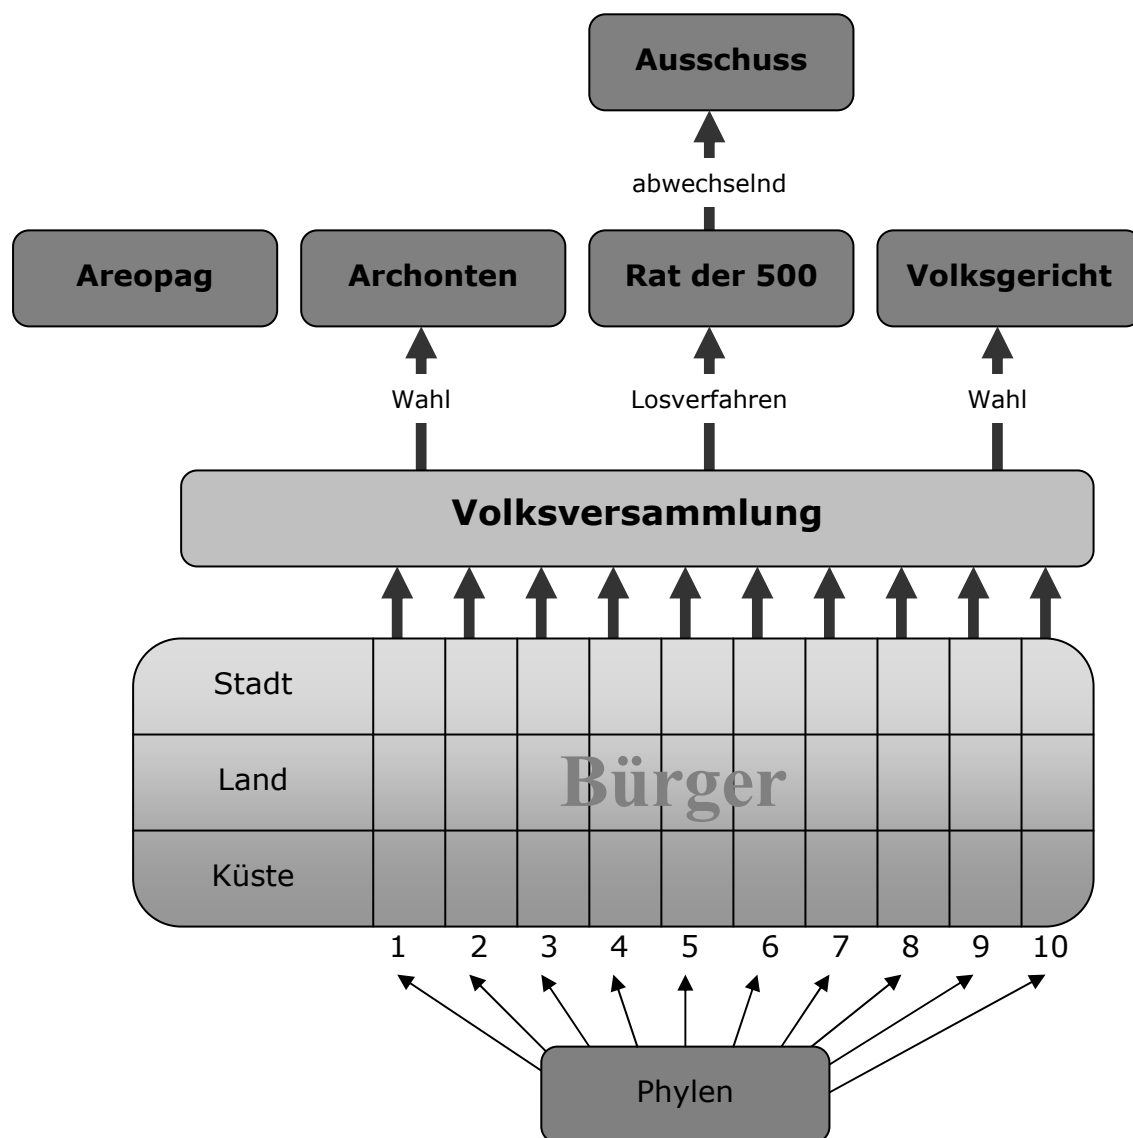 Ausschuss
abwechselnd
Areopag
Archonten
Rat der 500
Volksgericht
Wahl
Losverfahren
Wahl
Volksversammlung
Stadt
Land
Bürger
Küste
1 2 3 4 5 6 7 8 9 10
Phylen